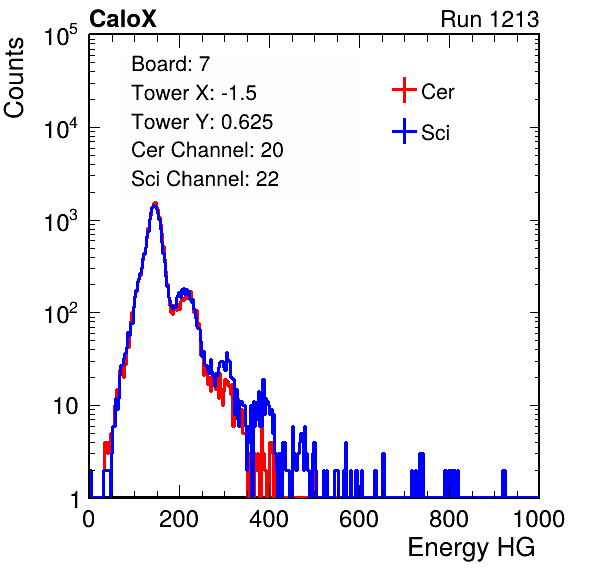 CaloX Run 1213
Counts
10^5
10^4
10^3
10^2
10
1
Board: 7
Tower X: -1.5
Tower Y: 0.625
Cer Channel: 20
Sci Channel: 22
Cer
Sci
0 200 400 600 800 1000
Energy HG